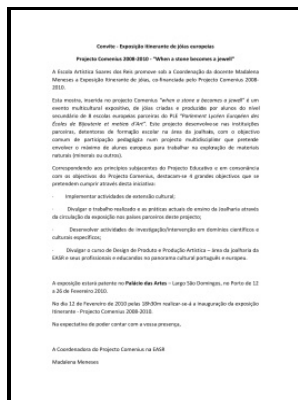 Convite - Exposição Itinerante de jóias europeias
Projecto Comenius 2008-2010 - "When a stone becomes a jewell"
A Escola Artística Soares dos Reis promove sob a Coordenação da docente Madalena
Meneses a Exposição Itinerante de Jóias, co-financiada pelo Projecto Comenius 2008-
2010.
Esta mostra, inserida no projecto Comenius "when a stone a becomes a jewell" é um
evento multicultural expositivo, de jóias criadas e produzidas por alunos do nível
secundário de 8 escolas europeias parceiras do PLE "Parlement Lycéen Européen des
Écoles de Bijouterie et metiers d'Art". Este projecto desenvolve-se nas instituições
parceiras, detentoras de formação escolar na área da joalharia, com o objectivo
comum de participação pedagógica num projecto multidisciplinar que pretende
envolver o máximo de alunos europeus para trabalhar na exploração de materiais
naturais (minerais ou outros).
Correspondendo aos princípios subjacentes do Projecto Educativo e em consonância
com os objectivos do Projecto Comenius, destacam-se 4 grandes objectivos que se
pretendem cumprir através desta iniciativa:
· Implementar actividades de extensão cultural;
· Divulgar o trabalho realizado e as práticas actuais do ensino da Joalharia através
da circulação da exposição nos países parceiros deste projecto;
· Desenvolver actividades de investigação/intervenção em domínios científicos e
culturais específicos;
· Divulgar o curso de Design de Produto e Produção Artística – área da joalharia da
EASR e seus profissionais e educandos no panorama cultural português e europeu.
A exposição estará patente no Palácio das Artes – Largo São Domingos, no Porto de 12
a 26 de Fevereiro 2010.
No dia 12 de Fevereiro de 2010 pelas 18h30m realizar-se-á a inauguração da exposição
Itinerante - Projecto Comenius 2008-2010.
Na expectativa de poder contar com a vossa presença,
A Coordenadora do Projecto Comenius na EASR
Madalena Meneses